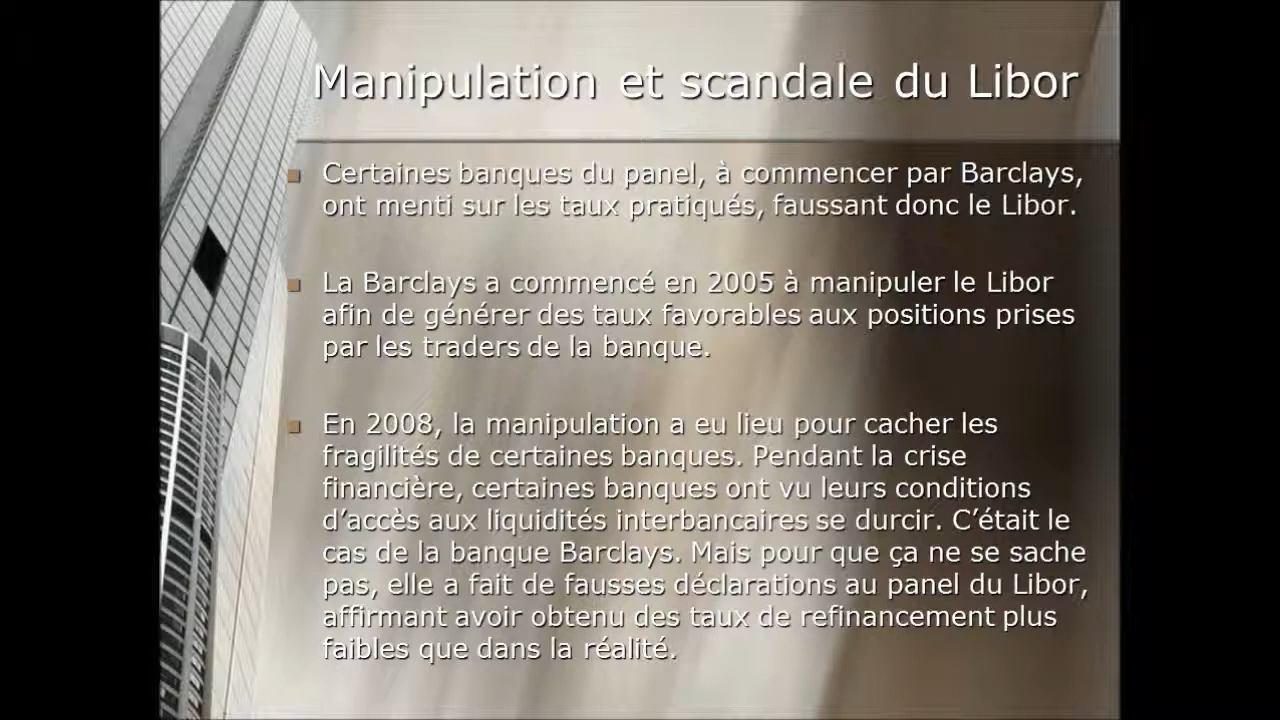 Manipulation et scandale du Libor
Certaines banques du panel, à commencer par Barclays,
ont menti sur les taux pratiqués, faussant donc le Libor.
La Barclays a commencé en 2005 à manipuler le Libor
afin de générer des taux favorables aux positions prises
par les traders de la banque.
En 2008, la manipulation a eu lieu pour cacher les
fragilités de certaines banques. Pendant la crise
financière, certaines banques ont vu leurs conditions
d’accès aux liquidités interbancaires se durcir. C’était le
cas de la banque Barclays. Mais pour que ça ne se sache
pas, elle a fait de fausses déclarations au panel du Libor,
affirmant avoir obtenu des taux de refinancement plus
faibles que dans la réalité.